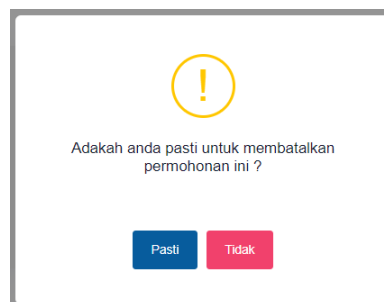 !
Adakah anda pasti untuk membatalkan
permohonan ini ?
Pasti
Tidak